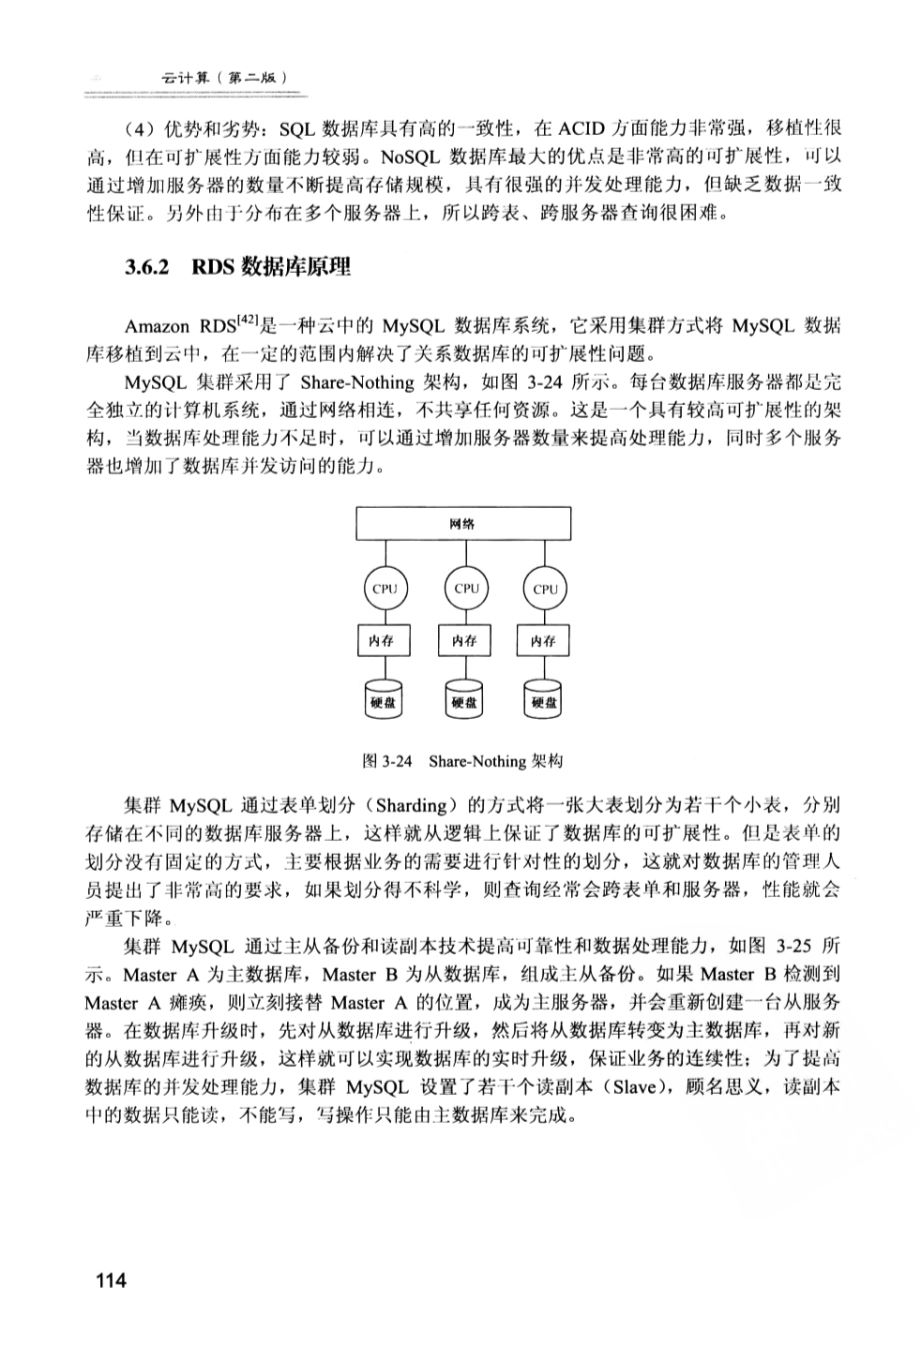 云计算（第二版）
（4）优势和劣势：SQL 数据库具有高的一致性，在 ACID 方面能力非常强，移植性很
高，但在可扩展性方面能力较弱。NoSQL 数据库最大的优点是非常高的可扩展性，可以
通过增加服务器的数量不断提高存储规模，具有很强的并发处理能力，但缺乏数据一致
性保证。另外由于分布在多个服务器上，所以跨表、跨服务器查询很困难。
3.6.2 RDS 数据库原理
Amazon RDS[42]是一种云中的 MySQL 数据库系统，它采用集群方式将 MySQL 数据
库移植到云中，在一定的范围内解决了关系数据库的可扩展性问题。
MySQL 集群采用了 Share-Nothing 架构，如图 3-24 所示。每台数据库服务器都是完
全独立的计算机系统，通过网络相连，不共享任何资源。这是一个具有较高可扩展性的架
构，当数据库处理能力不足时，可以通过增加服务器数量来提高处理能力，同时多个服务
器也增加了数据库并发访问的能力。
网络
CPU CPU CPU
内存 内存 内存
硬盘 硬盘 硬盘
图 3-24 Share-Nothing 架构
集群 MySQL 通过表单划分（Sharding）的方式将一张大表划分为若干个小表，分别
存储在不同的数据库服务器上，这样就从逻辑上保证了数据库的可扩展性。但是表单的
划分没有固定的方式，主要根据业务的需要进行针对性的划分，这就对数据库的管理人
员提出了非常高的要求，如果划分得不科学，则查询经常会跨表单和服务器，性能就会
严重下降。
集群 MySQL 通过主从备份和读副本技术提高可靠性和数据处理能力，如图 3-25 所
示。Master A 为主数据库，Master B 为从数据库，组成主从备份。如果 Master B 检测到
Master A 瘫痪，则立刻接替 Master A 的位置，成为主服务器，并会重新创建一台从服务
器。在数据库升级时，先对从数据库进行升级，然后将从数据库转变为主数据库，再对新
的从数据库进行升级，这样就可以实现数据库的实时升级，保证业务的连续性；为了提高
数据库的并发处理能力，集群 MySQL 设置了若干个读副本（Slave），顾名思义，读副本
中的数据只能读，不能写，写操作只能由主数据库来完成。
114